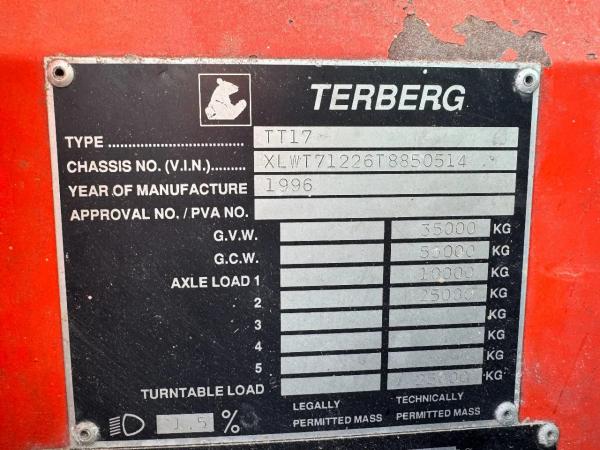 TERBERG
TYPE ........................ TT17
CHASSIS NO. (V.I.N.)........ XLWT71226T8850514
YEAR OF MANUFACTURE 1996
APPROVAL NO. / PVA NO.
G.V.W. 35000 KG
G.C.W. KG
AXLE LOAD 1 10000 KG
2 25000 KG
3 KG
4 KG
5 KG
TURNTABLE LOAD 25000 KG
LEGALLY TECHNICALLY
1.5 % PERMITTED MASS PERMITTED MASS